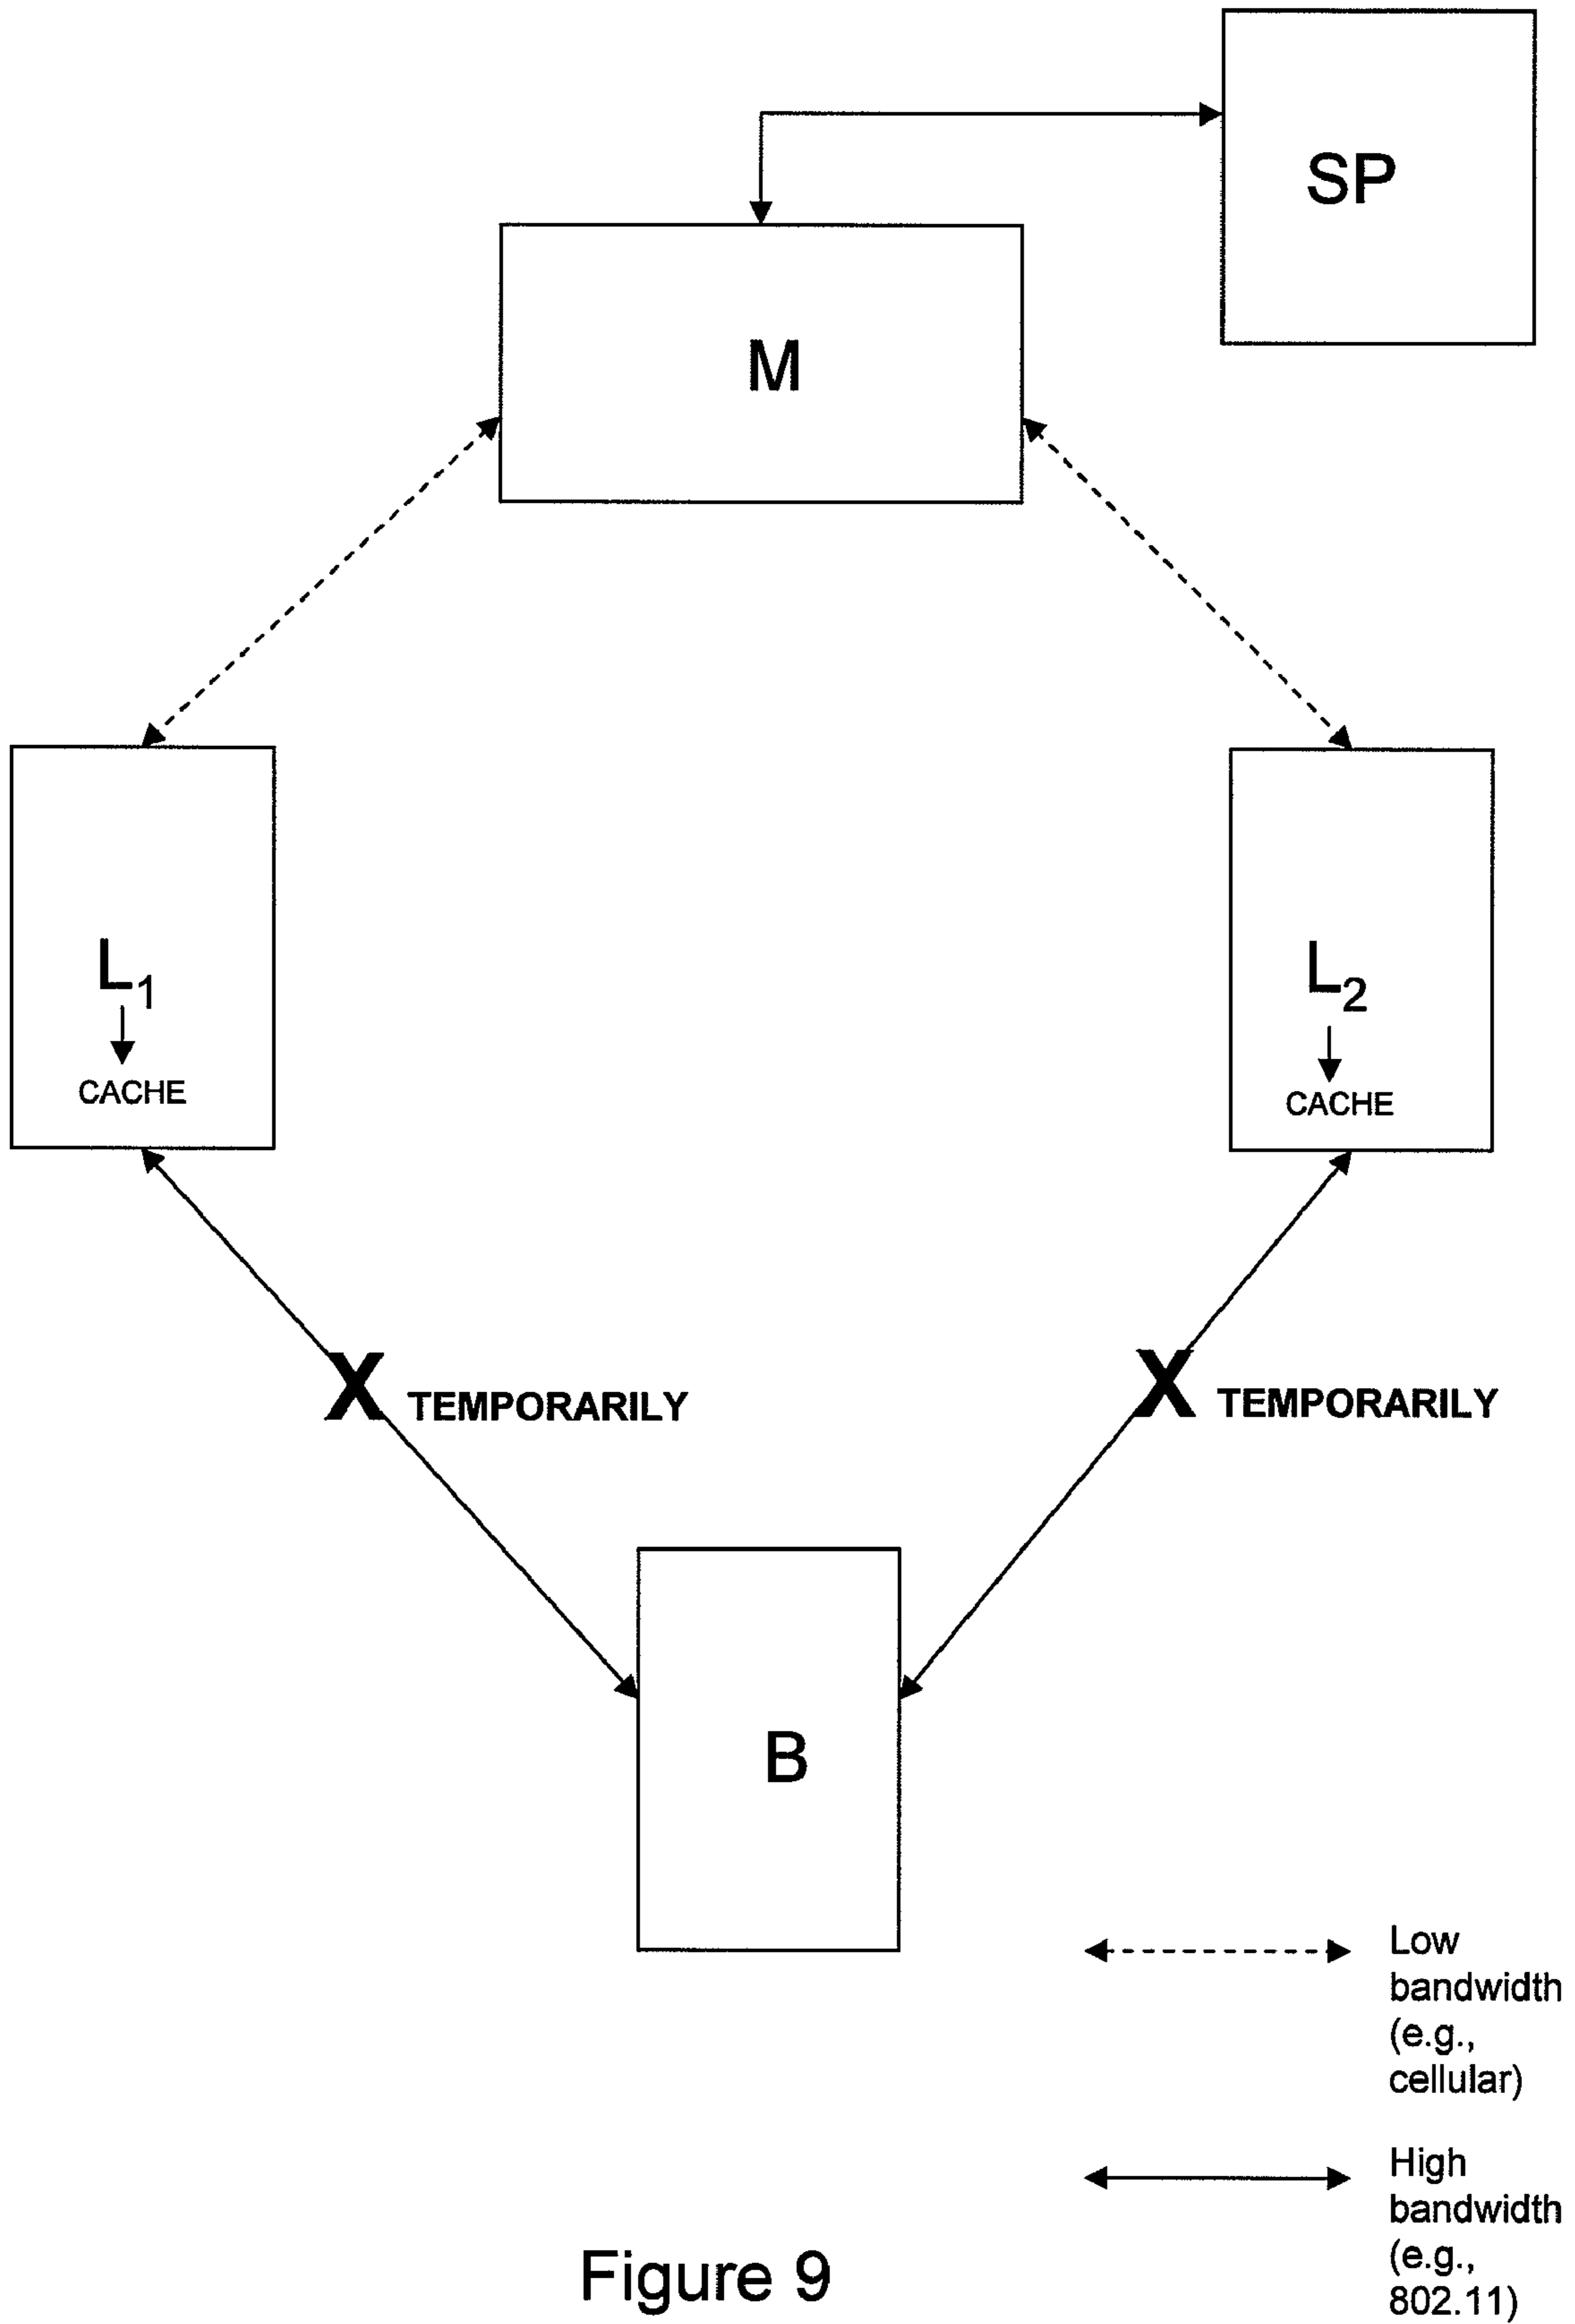 SP
M
L1
CACHE
L2
CACHE
X TEMPORARILY
X TEMPORARILY
B
Low
bandwidth
(e.g.,
cellular)
High
bandwidth
(e.g.,
802.11)
Figure 9